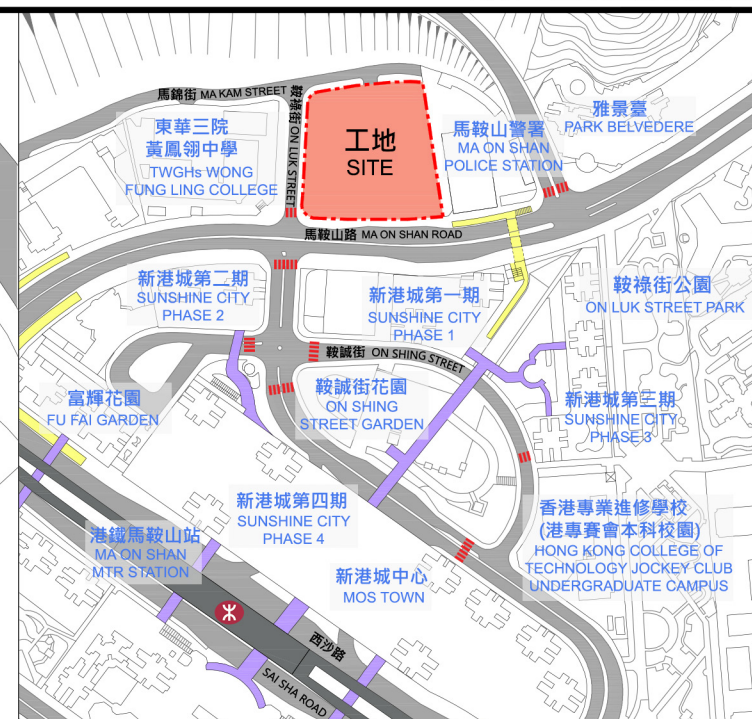 馬錦街 MA KAM STREET
鞍祿街 ON LUK STREET
工地
SITE
東華三院
黃鳳翎中學
TWGHs WONG
FUNG LING COLLEGE
馬鞍山警署
MA ON SHAN
POLICE STATION
雅景臺
PARK BELVEDERE
馬鞍山路 MA ON SHAN ROAD
新港城第二期
SUNSHINE CITY
PHASE 2
新港城第一期
SUNSHINE CITY
PHASE 1
鞍祿街公園
ON LUK STREET PARK
鞍誠街 ON SHING STREET
富輝花園
FU FAI GARDEN
鞍誠街花園
ON SHING
STREET GARDEN
新港城第三期
SUNSHINE CITY
PHASE 3
新港城第四期
SUNSHINE CITY
PHASE 4
香港專業進修學校
(港專賽會本科校園)
HONG KONG COLLEGE OF
TECHNOLOGY JOCKEY CLUB
UNDERGRADUATE CAMPUS
港鐵馬鞍山站
MA ON SHAN
MTR STATION
新港城中心
MOS TOWN
西沙路
SAI SHA ROAD